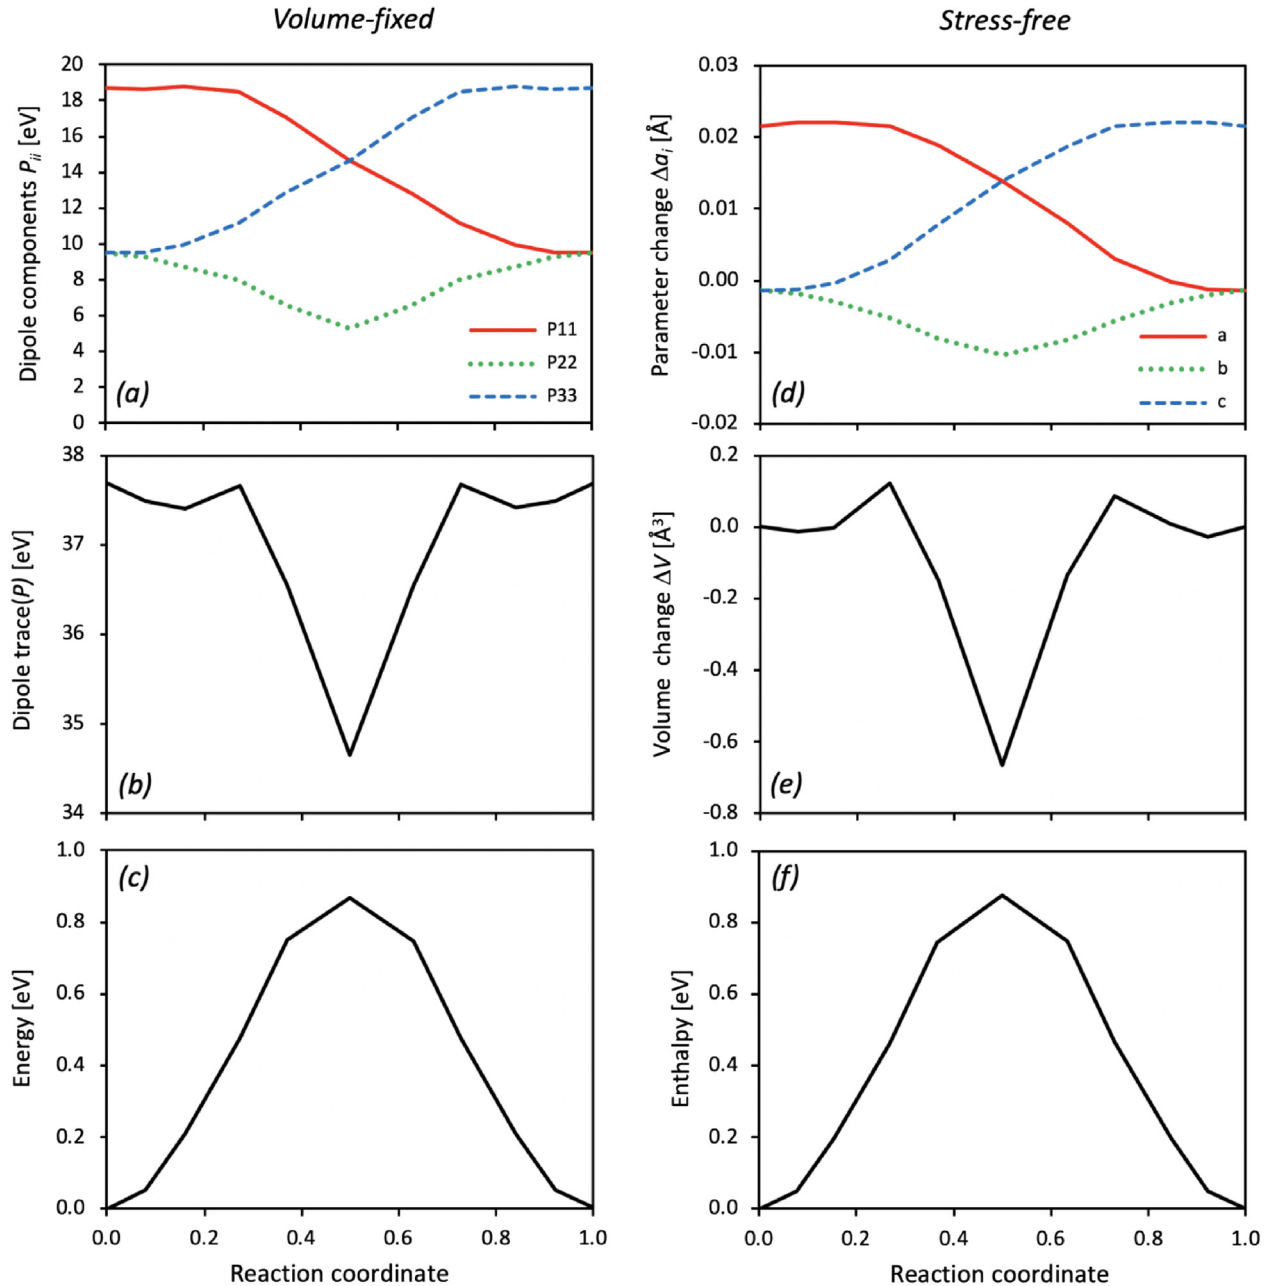 Volume-fixed
Stress-free
Dipole components Pii [eV]
20
18
16
14
12
10
8
6
4
2
0
P11
P22
P33
(a)
Parameter change Δai [Å]
0.03
0.02
0.01
0.00
-0.01
-0.02
a
b
c
(d)
Dipole trace(P) [eV]
38
37
36
35
34
(b)
Volume change ΔV [Å³]
0.2
0.0
-0.2
-0.4
-0.6
-0.8
(e)
Energy [eV]
1.0
0.8
0.6
0.4
0.2
0.0
(c)
0.0 0.2 0.4 0.6 0.8 1.0
Reaction coordinate
Enthalpy [eV]
1.0
0.8
0.6
0.4
0.2
0.0
(f)
0.0 0.2 0.4 0.6 0.8 1.0
Reaction coordinate